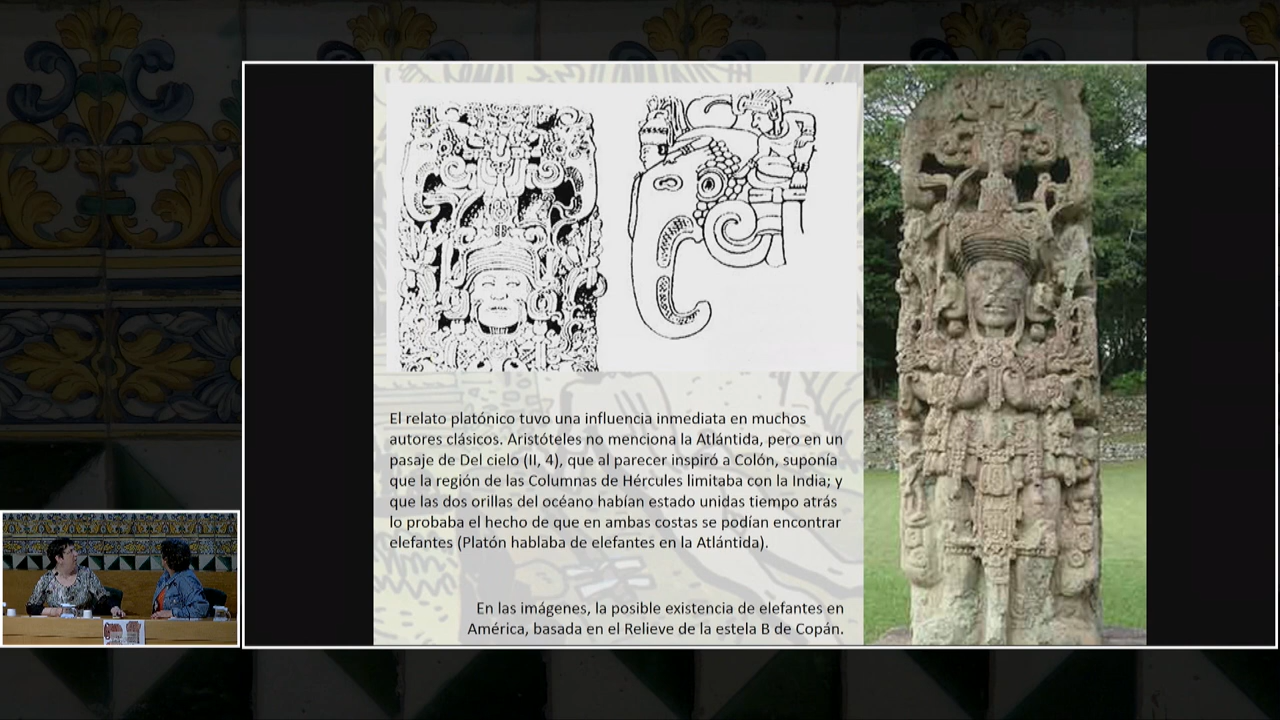 El relato platónico tuvo una influencia inmediata en muchos
autores clásicos. Aristóteles no menciona la Atlántida, pero en un
pasaje de Del cielo (II, 4), que al parecer inspiró a Colón, suponía
que la región de las Columnas de Hércules limitaba con la India; y
que las dos orillas del océano habían estado unidas tiempo atrás
lo probaba el hecho de que en ambas costas se podían encontrar
elefantes (Platón hablaba de elefantes en la Atlántida).
En las imágenes, la posible existencia de elefantes en
América, basada en el Relieve de la estela B de Copán.